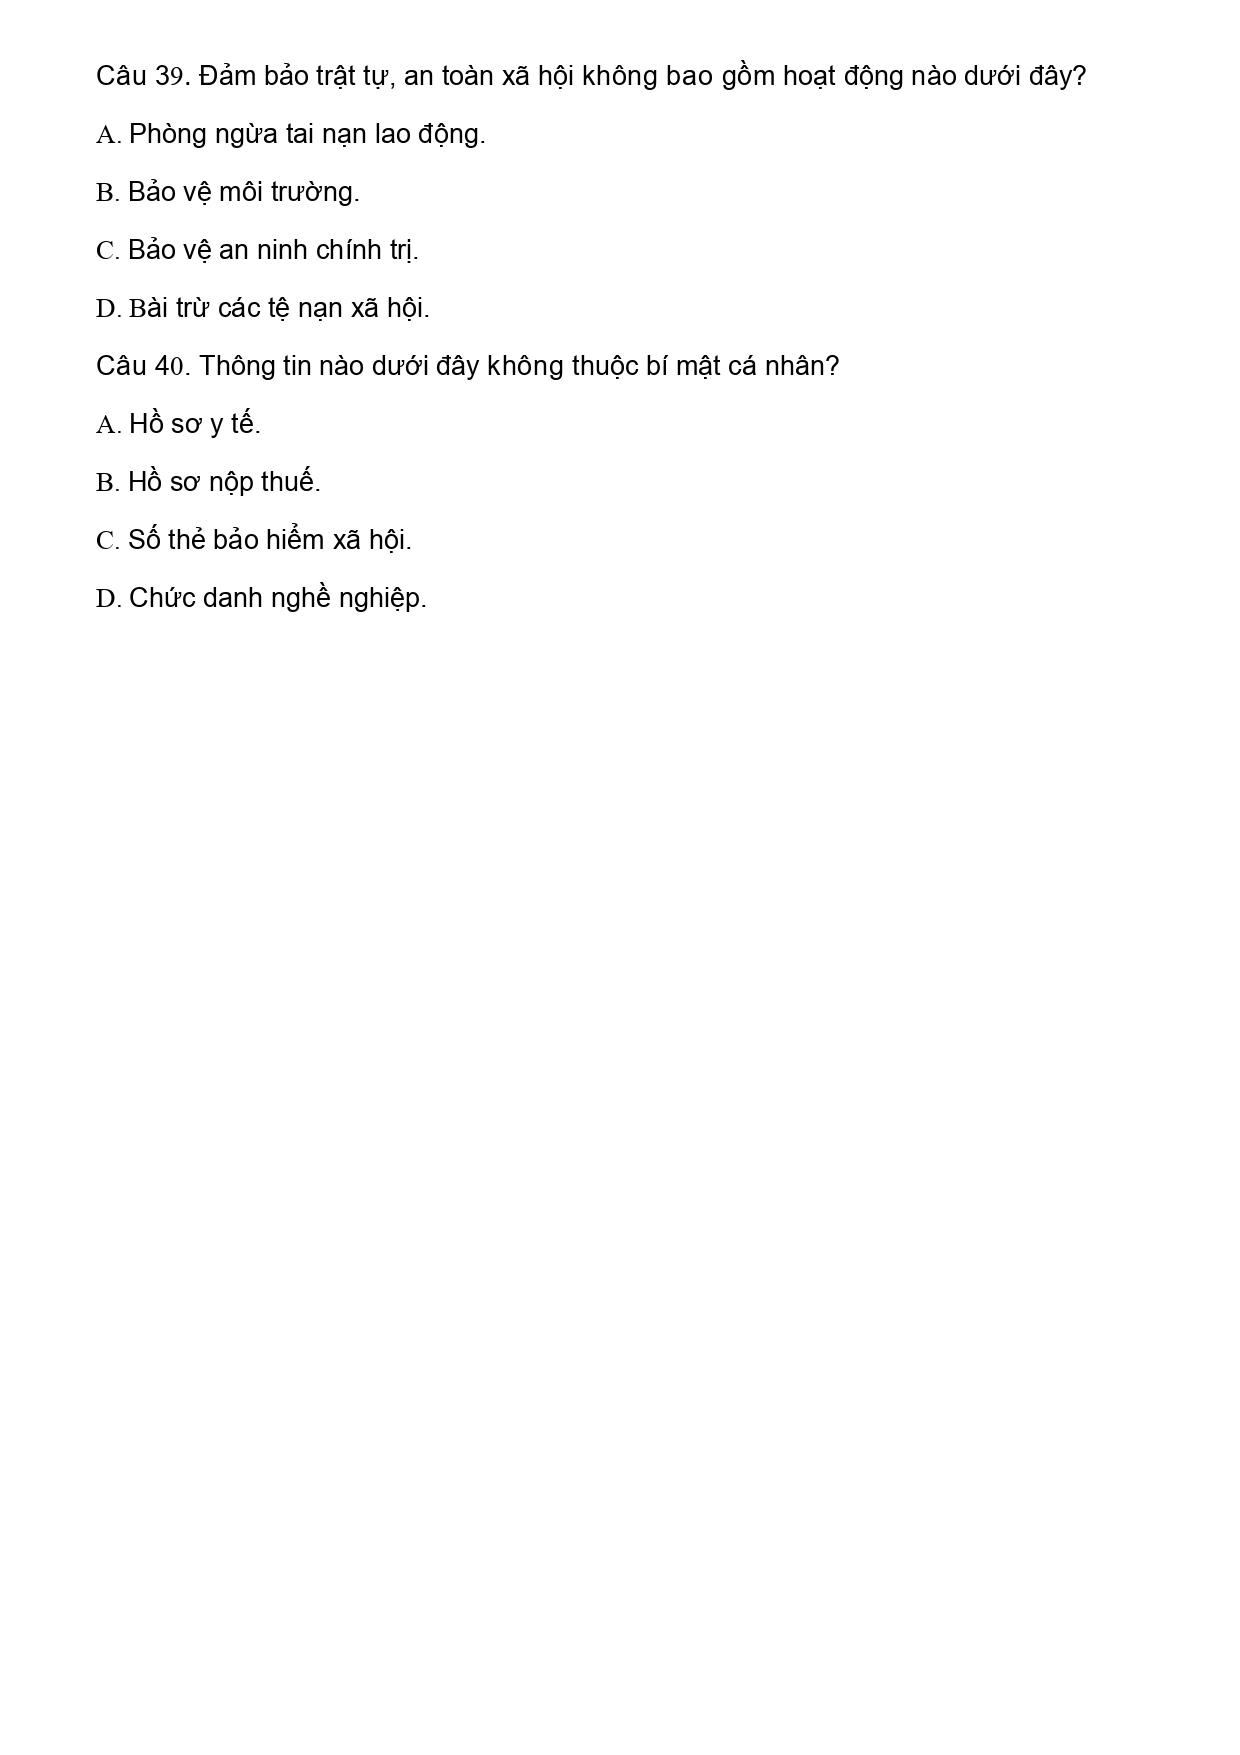 Câu 39. Đảm bảo trật tự, an toàn xã hội không bao gồm hoạt động nào dưới đây?
A. Phòng ngừa tai nạn lao động.
B. Bảo vệ môi trường.
C. Bảo vệ an ninh chính trị.
D. Bài trừ các tệ nạn xã hội.
Câu 40. Thông tin nào dưới đây không thuộc bí mật cá nhân?
A. Hồ sơ y tế.
B. Hồ sơ nộp thuế.
C. Số thẻ bảo hiểm xã hội.
D. Chức danh nghề nghiệp.